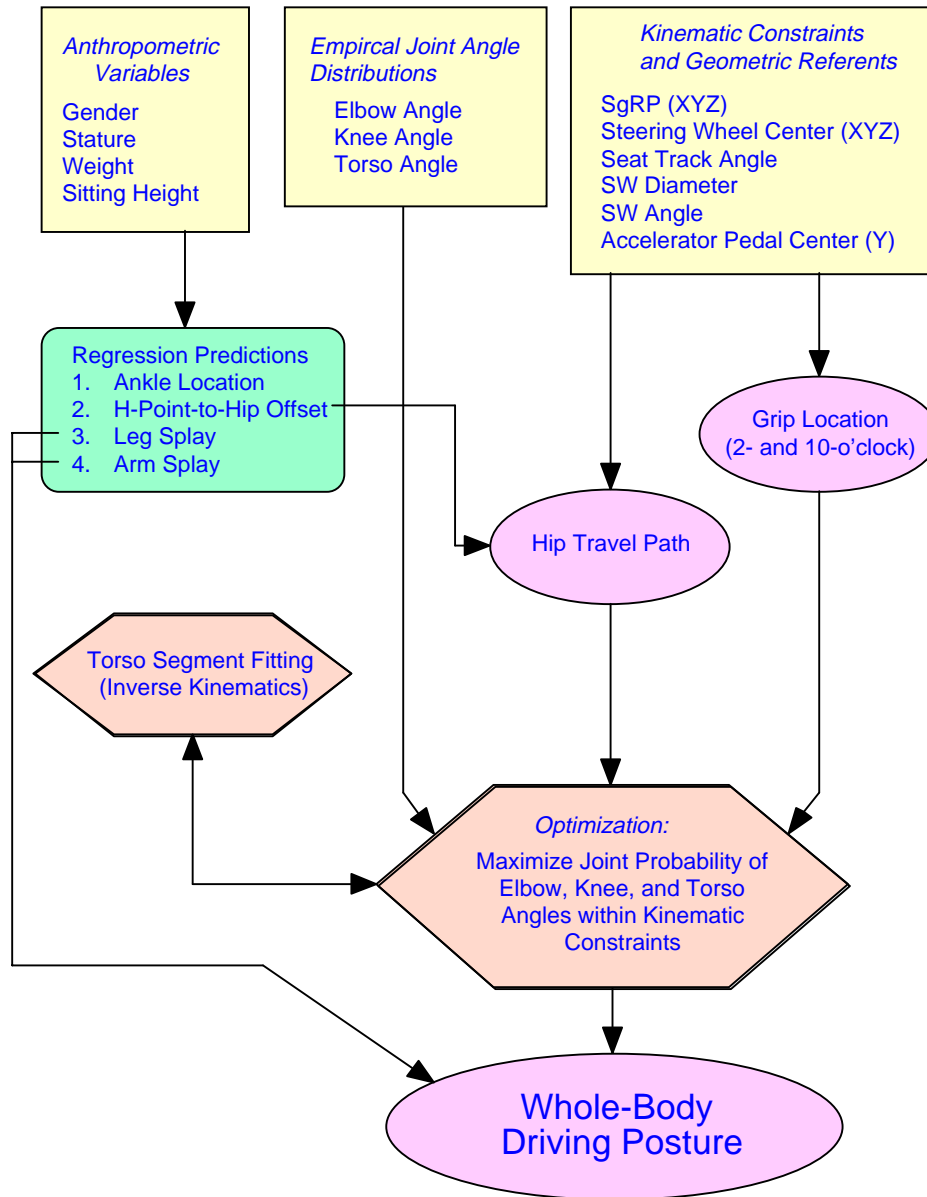 Anthropometric
Variables
Gender
Stature
Weight
Sitting Height
Empircal Joint Angle
Distributions
Elbow Angle
Knee Angle
Torso Angle
Kinematic Constraints
and Geometric Referents
SgRP (XYZ)
Steering Wheel Center (XYZ)
Seat Track Angle
SW Diameter
SW Angle
Accelerator Pedal Center (Y)
Regression Predictions
1. Ankle Location
2. H-Point-to-Hip Offset
3. Leg Splay
4. Arm Splay
Grip Location
(2- and 10-o'clock)
Hip Travel Path
Torso Segment Fitting
(Inverse Kinematics)
Optimization:
Maximize Joint Probability of
Elbow, Knee, and Torso
Angles within Kinematic
Constraints
Whole-Body
Driving Posture